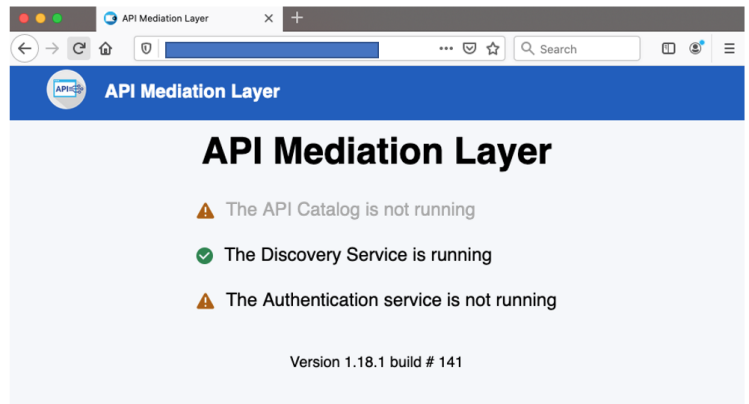 API Mediation Layer
Search
API
API Mediation Layer
API Mediation Layer
The API Catalog is not running
The Discovery Service is running
The Authentication service is not running
Version 1.18.1 build # 141